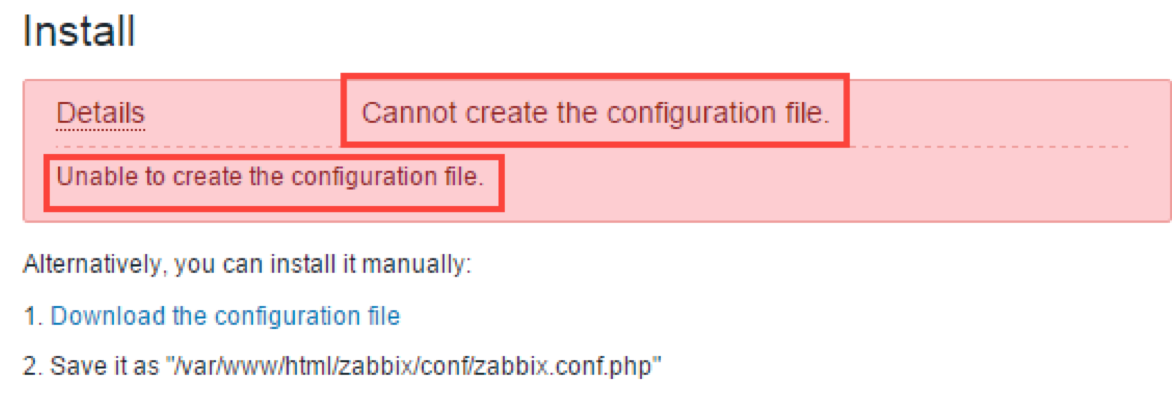 Install
Details Cannot create the configuration file.
Unable to create the configuration file.
Alternatively, you can install it manually:
1. Download the configuration file
2. Save it as "/var/www/html/zabbix/conf/zabbix.conf.php"